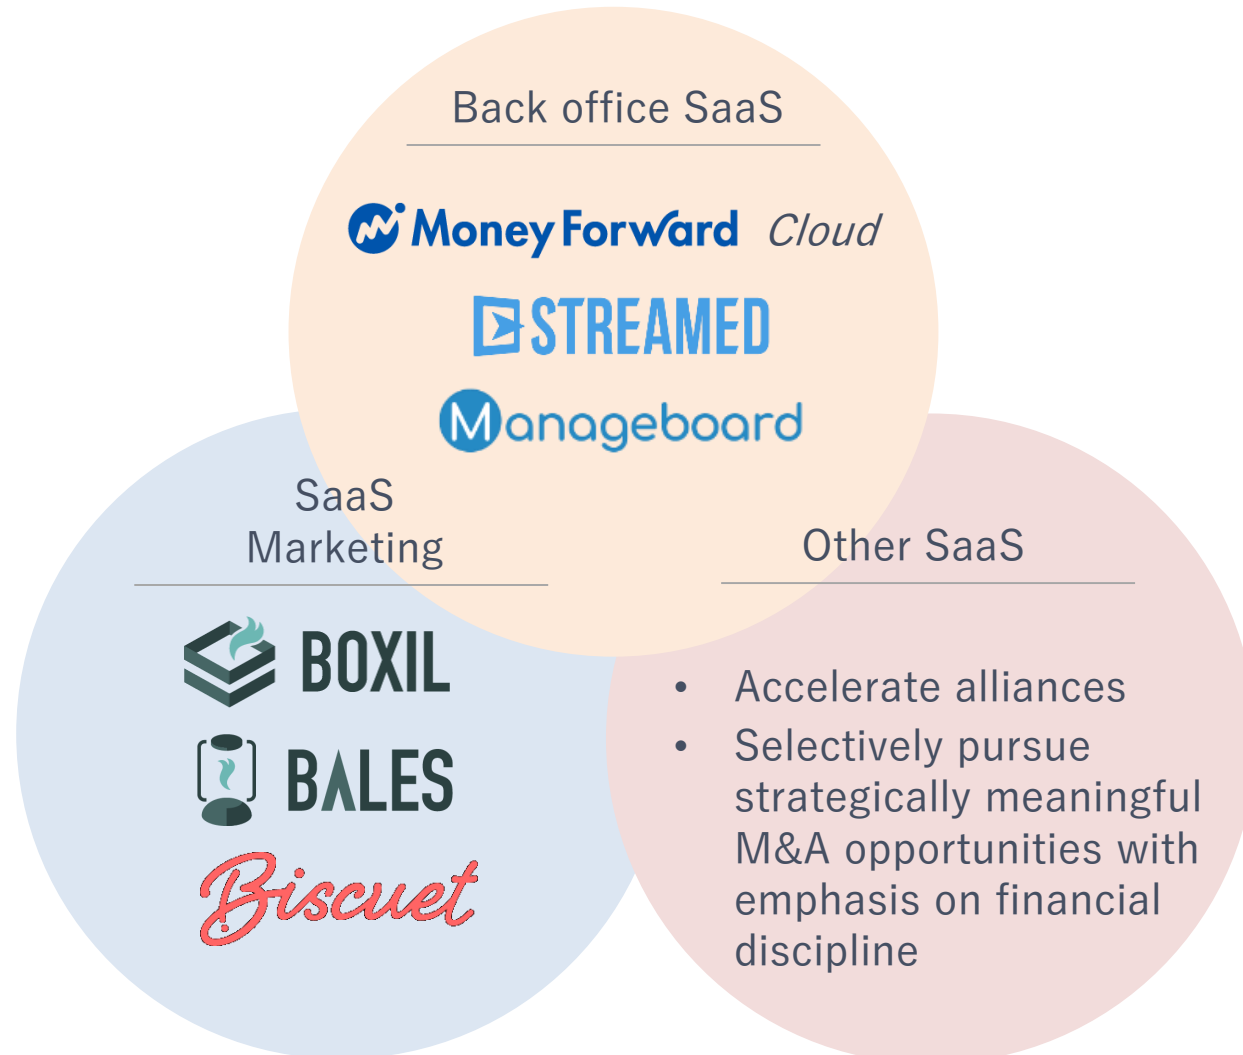 Back office SaaS
Money Forward Cloud
STREAMED
Manageboard
SaaS
Marketing
BOXIL
BALES
Biscuet
Other SaaS
• Accelerate alliances
• Selectively pursue
strategically meaningful
M&A opportunities with
emphasis on financial
discipline